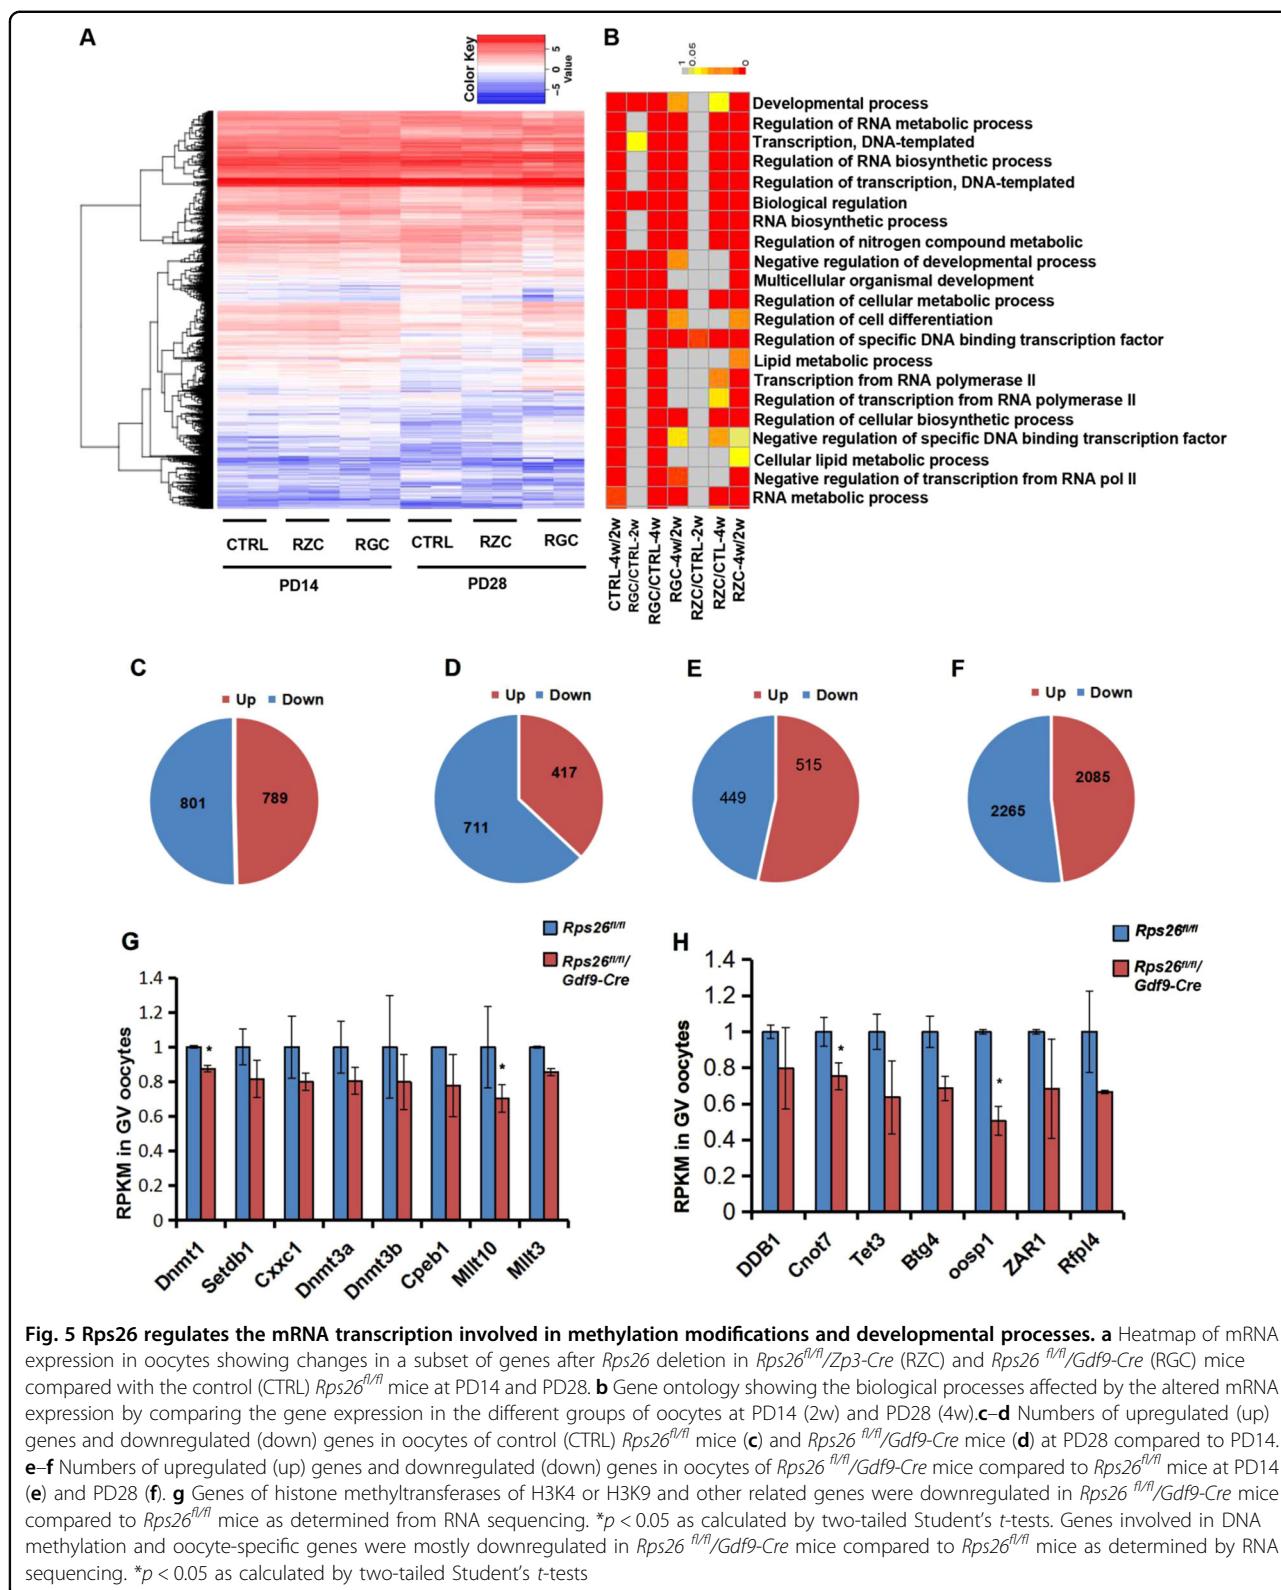 A
Color Key
5
0
-5
Value
B
1
0.05
0
Developmental process
Regulation of RNA metabolic process
Transcription, DNA-templated
Regulation of RNA biosynthetic process
Regulation of transcription, DNA-templated
Biological regulation
RNA biosynthetic process
Regulation of nitrogen compound metabolic
Negative regulation of developmental process
Multicellular organismal development
Regulation of cellular metabolic process
Regulation of cell differentiation
Regulation of specific DNA binding transcription factor
Lipid metabolic process
Transcription from RNA polymerase II
Regulation of transcription from RNA polymerase II
Regulation of cellular biosynthetic process
Negative regulation of specific DNA binding transcription factor
Cellular lipid metabolic process
Negative regulation of transcription from RNA pol II
RNA metabolic process
CTRL RZC RGC CTRL RZC RGC
PD14 PD28
CTRL-4w/2w
RGC/CTRL-2w
RGC/CTRL-4w
RGC-4w/2w
RZC/CTRL-2w
RZC/CTL-4w
RZC-4w/2w
C
Up Down
801 789
D
Up Down
417
711
E
Up Down
515
449
F
Up Down
2085
2265
G
Rps26fl/fl
Rps26fl/fl/
Gdf9-Cre
RPKM in GV oocytes
1.4
1.2
1
0.8
0.6
0.4
0.2
0
*
*
Dnmt1
Setdb1
Cxxc1
Dnmt3a
Dnmt3b
Cpeb1
Mllt10
Mllt3
H
Rps26fl/fl
Rps26fl/fl/
Gdf9-Cre
RPKM in GV oocytes
1.4
1.2
1
0.8
0.6
0.4
0.2
0
*
*
DDB1
Cnot7
Tet3
Btg4
oosp1
ZAR1
Rfpl4
Fig. 5 Rps26 regulates the mRNA transcription involved in methylation modifications and developmental processes. a Heatmap of mRNA
expression in oocytes showing changes in a subset of genes after Rps26 deletion in Rps26fl/fl/Zp3-Cre (RZC) and Rps26 fl/fl/Gdf9-Cre (RGC) mice
compared with the control (CTRL) Rps26fl/fl mice at PD14 and PD28. b Gene ontology showing the biological processes affected by the altered mRNA
expression by comparing the gene expression in the different groups of oocytes at PD14 (2w) and PD28 (4w).c–d Numbers of upregulated (up)
genes and downregulated (down) genes in oocytes of control (CTRL) Rps26fl/fl mice (c) and Rps26 fl/fl/Gdf9-Cre mice (d) at PD28 compared to PD14.
e–f Numbers of upregulated (up) genes and downregulated (down) genes in oocytes of Rps26 fl/fl/Gdf9-Cre mice compared to Rps26fl/fl mice at PD14
(e) and PD28 (f). g Genes of histone methyltransferases of H3K4 or H3K9 and other related genes were downregulated in Rps26 fl/fl/Gdf9-Cre mice
compared to Rps26fl/fl mice as determined from RNA sequencing. *p < 0.05 as calculated by two-tailed Student's t-tests. Genes involved in DNA
methylation and oocyte-specific genes were mostly downregulated in Rps26 fl/fl/Gdf9-Cre mice compared to Rps26fl/fl mice as determined by RNA
sequencing. *p < 0.05 as calculated by two-tailed Student's t-tests